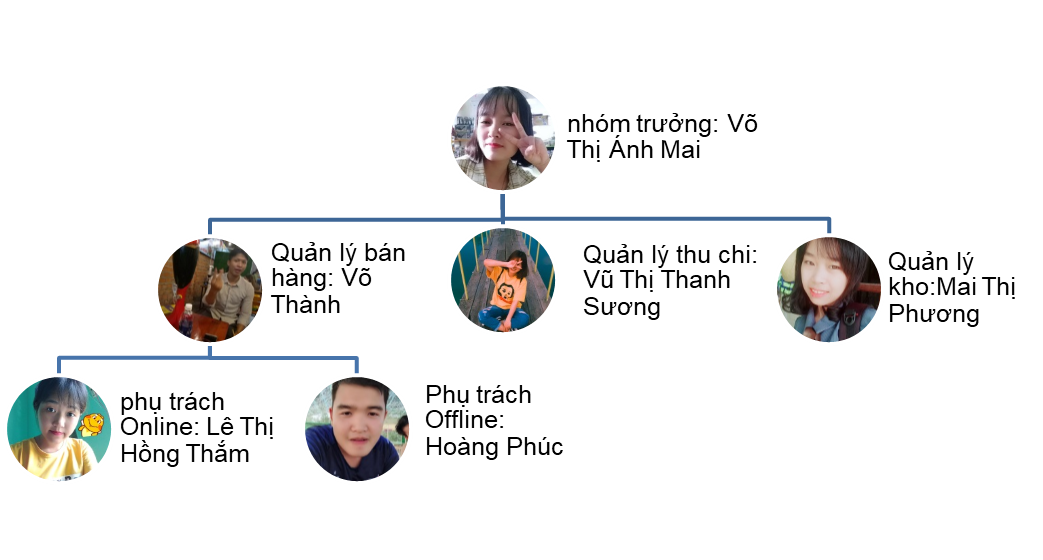 nhóm trưởng: Võ
Thị Ánh Mai
Quản lý bán
hàng: Võ
Thành
Quản lý thu chi:
Vũ Thị Thanh
Sương
Quản lý
kho:Mai Thị
Phương
phụ trách
Online: Lê Thị
Hồng Thắm
Phụ trách
Offline:
Hoàng Phúc